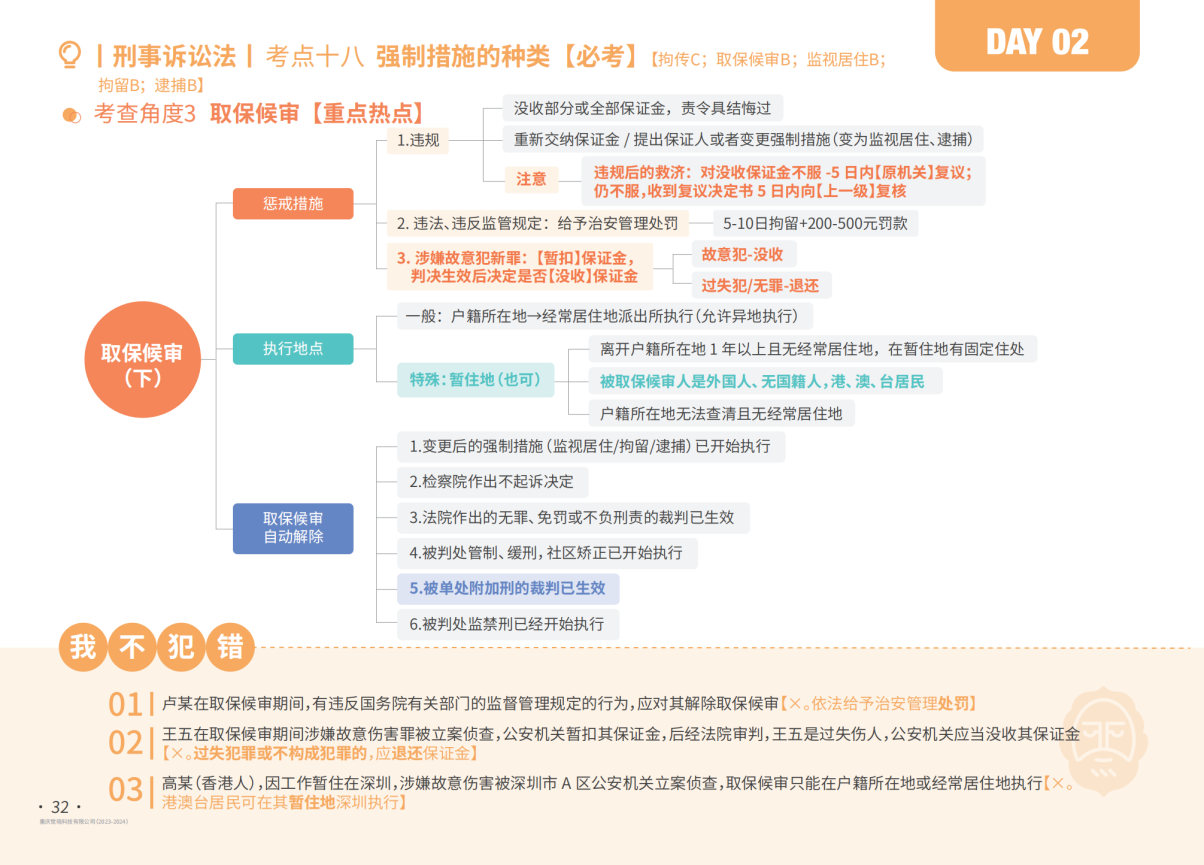 DAY 02
|刑事诉讼法| 考点十八 强制措施的种类【必考】【拘传C；取保候审B；监视居住B；
拘留B；逮捕B】
考查角度3 取保候审【重点热点】
取保候审
（下）
惩戒措施
1.违规
没收部分或全部保证金，责令具结悔过
重新交纳保证金 / 提出保证人或者变更强制措施（变为监视居住、逮捕）
注意
违规后的救济：对没收保证金不服 -5 日内【原机关】复议；
仍不服，收到复议决定书 5 日内向【上一级】复核
2. 违法、违反监管规定：给予治安管理处罚
5-10日拘留+200-500元罚款
3. 涉嫌故意犯新罪：【暂扣】保证金，
判决生效后决定是否【没收】保证金
故意犯-没收
过失犯/无罪-退还
执行地点
一般：户籍所在地→经常居住地派出所执行（允许异地执行）
特殊：暂住地（也可）
离开户籍所在地 1 年以上且无经常居住地，在暂住地有固定住处
被取保候审人是外国人、无国籍人，港、澳、台居民
户籍所在地无法查清且无经常居住地
取保候审
自动解除
1.变更后的强制措施（监视居住/拘留/逮捕）已开始执行
2.检察院作出不起诉决定
3.法院作出的无罪、免罚或不负刑责的裁判已生效
4.被判处管制、缓刑，社区矫正已开始执行
5.被单处附加刑的裁判已生效
6.被判处监禁刑已经开始执行
我不犯错
01 卢某在取保候审期间，有违反国务院有关部门的监督管理规定的行为，应对其解除取保候审【×。依法给予治安管理处罚】
02 王五在取保候审期间涉嫌故意伤害罪被立案侦查，公安机关暂扣其保证金，后经法院审判，王五是过失伤人，公安机关应当没收其保证金
【×。过失犯罪或不构成犯罪的，应退还保证金】
03 高某（香港人），因工作暂住在深圳，涉嫌故意伤害被深圳市 A 区公安机关立案侦查，取保候审只能在户籍所在地或经常居住地执行【×。
港澳台居民可在其暂住地深圳执行】
· 32 ·